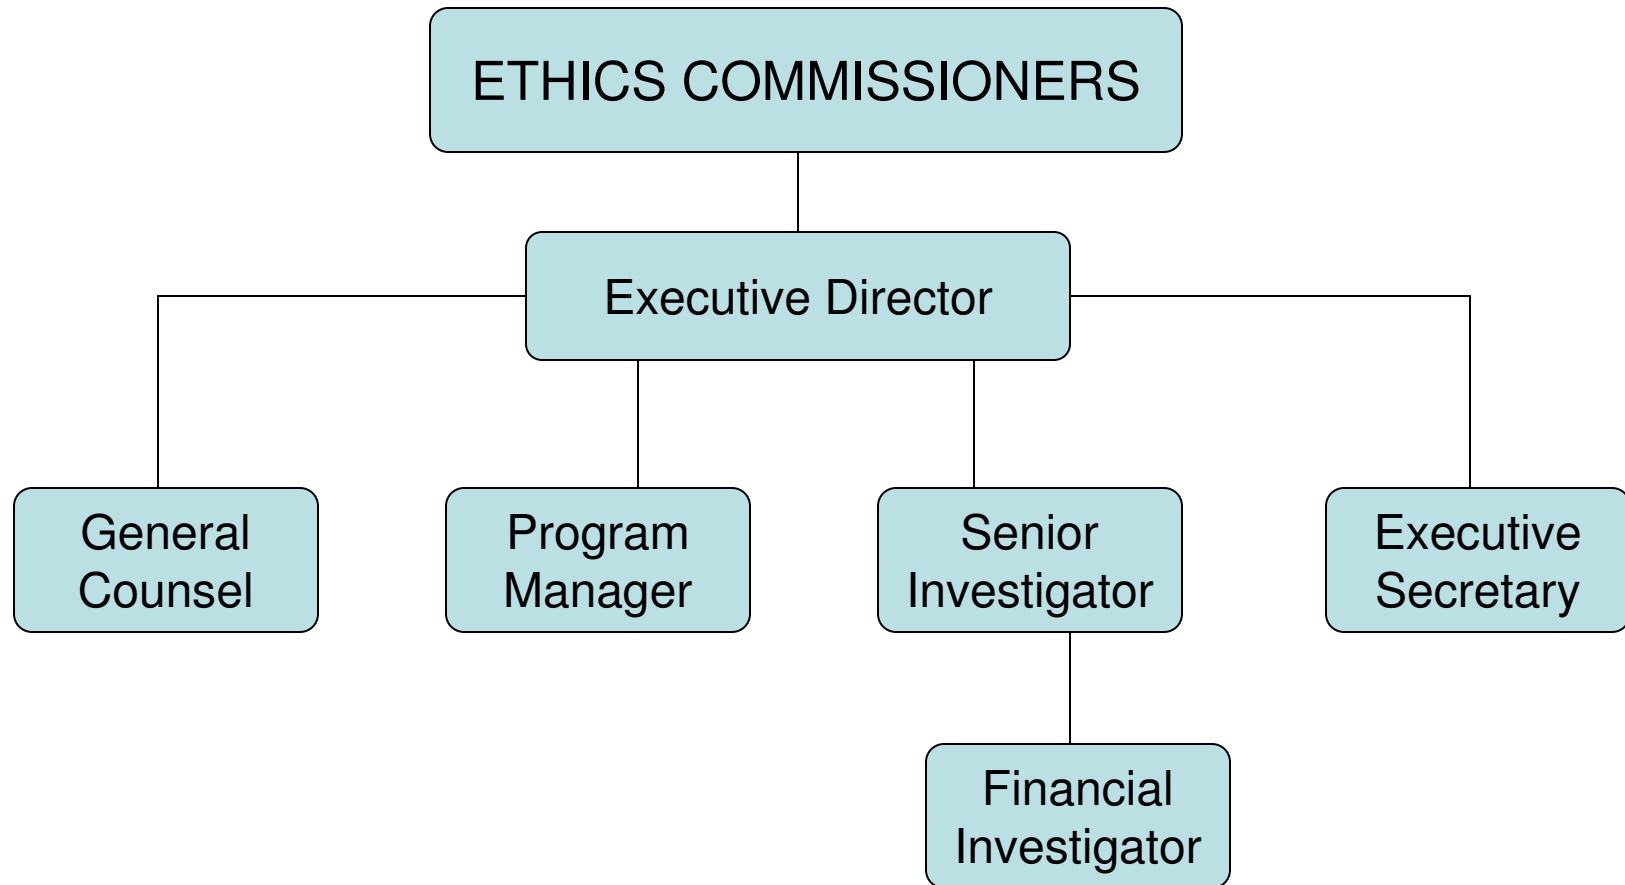 ETHICS COMMISSIONERS
Executive Director
General
Counsel
Program
Manager
Senior
Investigator
Executive
Secretary
Financial
Investigator